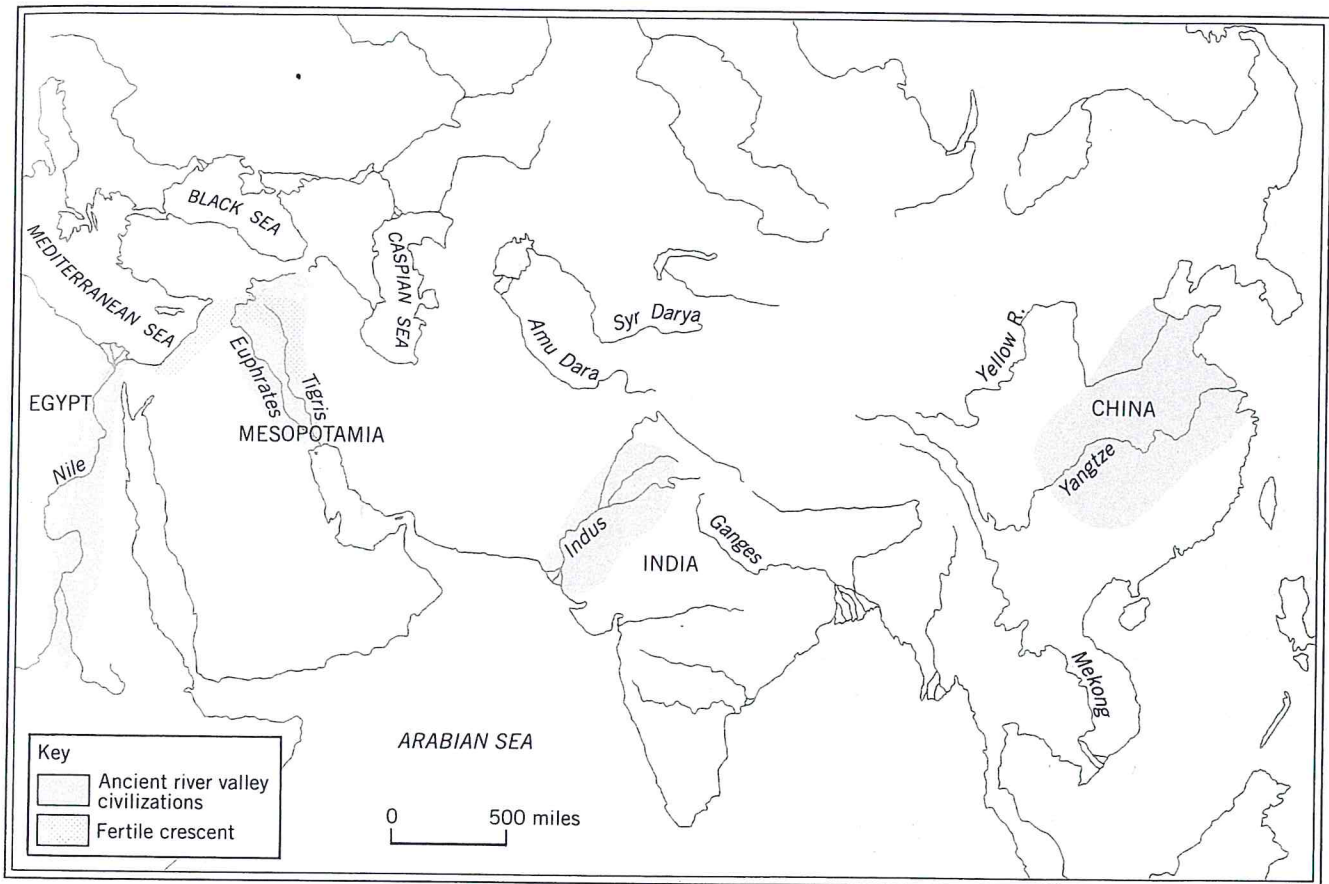 BLACK SEA
MEDITERRANEAN SEA
CASPIAN SEA
Syr Darya
Amu Dara
Yellow R.
Euphrates
Tigris
EGYPT
MESOPOTAMIA
CHINA
Nile
Yangtze
Indus
Ganges
INDIA
Mekong
ARABIAN SEA
Key
Ancient river valley
civilizations
Fertile crescent
0 500 miles